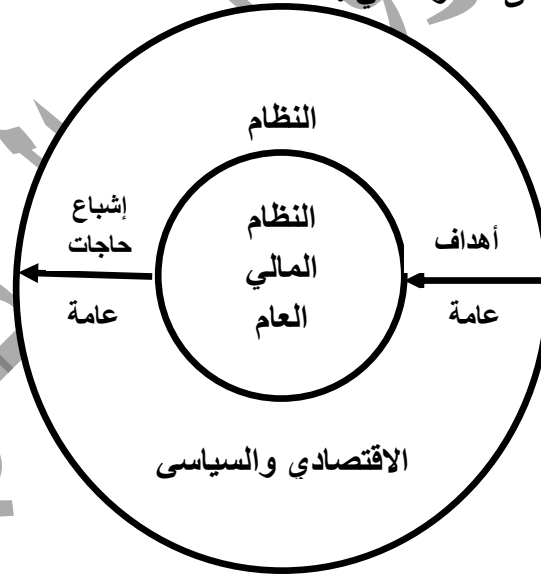 النظام
النظام
المالي
العام
أهداف
عامة
إشباع
حاجات
عامة
الاقتصادي والسياسى